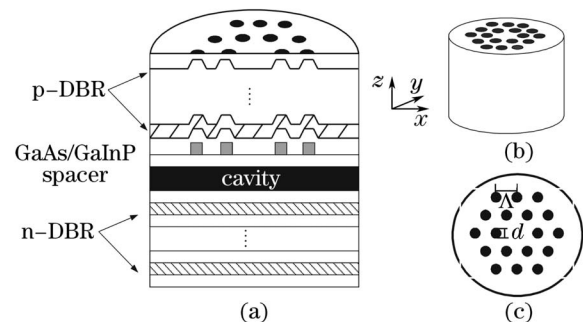 p-DBR
GaAs/GaInP
spacer
cavity
n-DBR
(a)
z
y
x
(b)
Λ
d
(c)